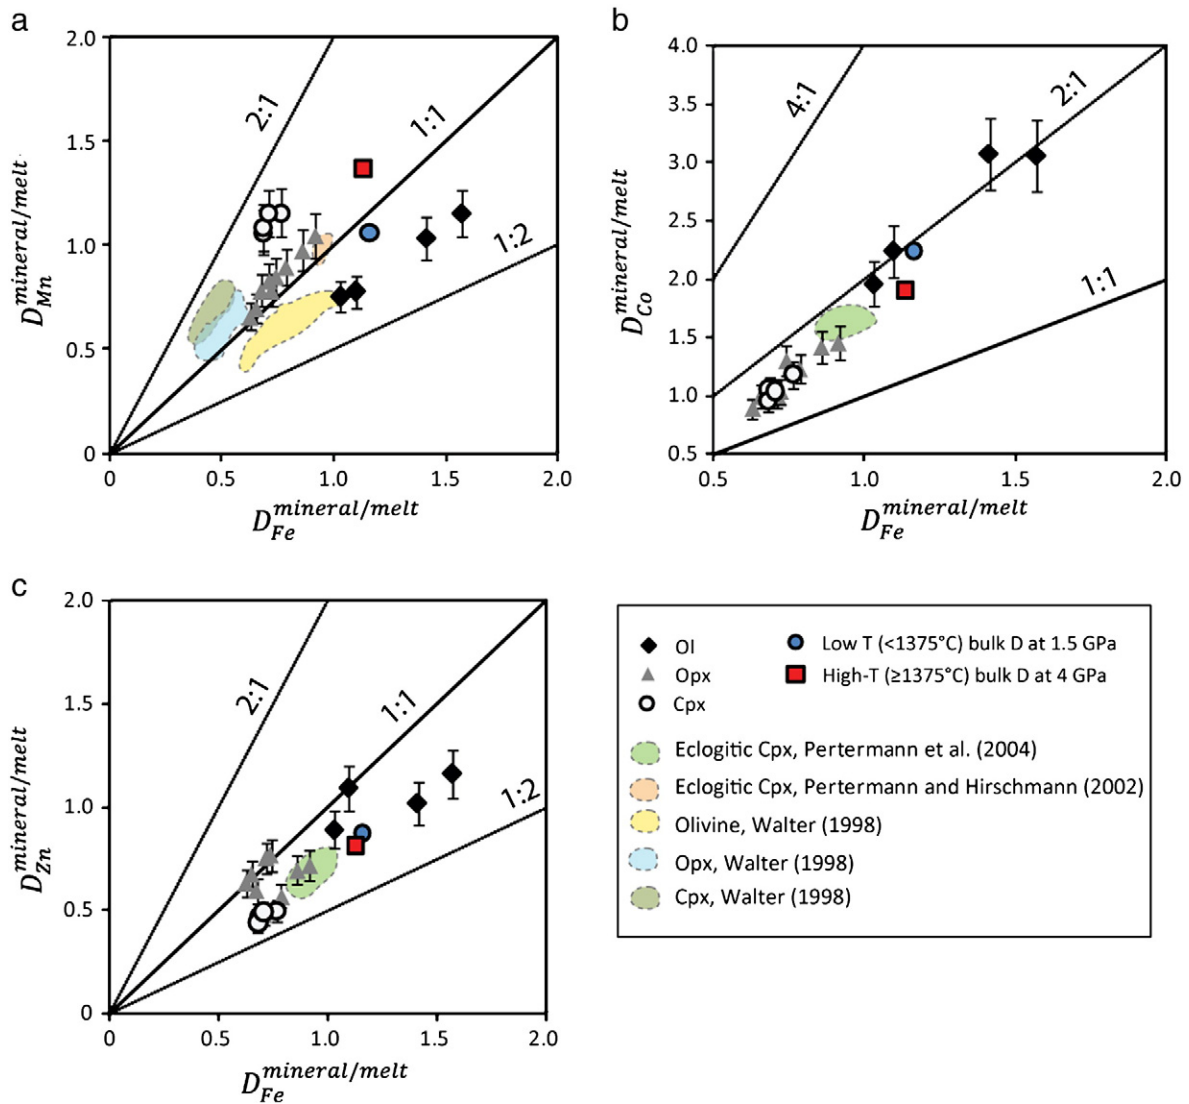 a
2.0
1.5
1.0
0.5
0
0.5
1.0
1.5
2.0
2:1
1:1
1:2
D_Mn^mineral/melt
D_Fe^mineral/melt
b
4.0
3.5
3.0
2.5
2.0
1.5
1.0
0.5
0.5
1.0
1.5
2.0
4:1
2:1
1:1
D_Co^mineral/melt
D_Fe^mineral/melt
c
2.0
1.5
1.0
0.5
0
0
0.5
1.0
1.5
2.0
2:1
1:1
1:2
D_Zn^mineral/melt
D_Fe^mineral/melt
Ol
Opx
Cpx
Low T (<1375°C) bulk D at 1.5 GPa
High-T (≥1375°C) bulk D at 4 GPa
Eclogitic Cpx, Pertermann et al. (2004)
Eclogitic Cpx, Pertermann and Hirschmann (2002)
Olivine, Walter (1998)
Opx, Walter (1998)
Cpx, Walter (1998)